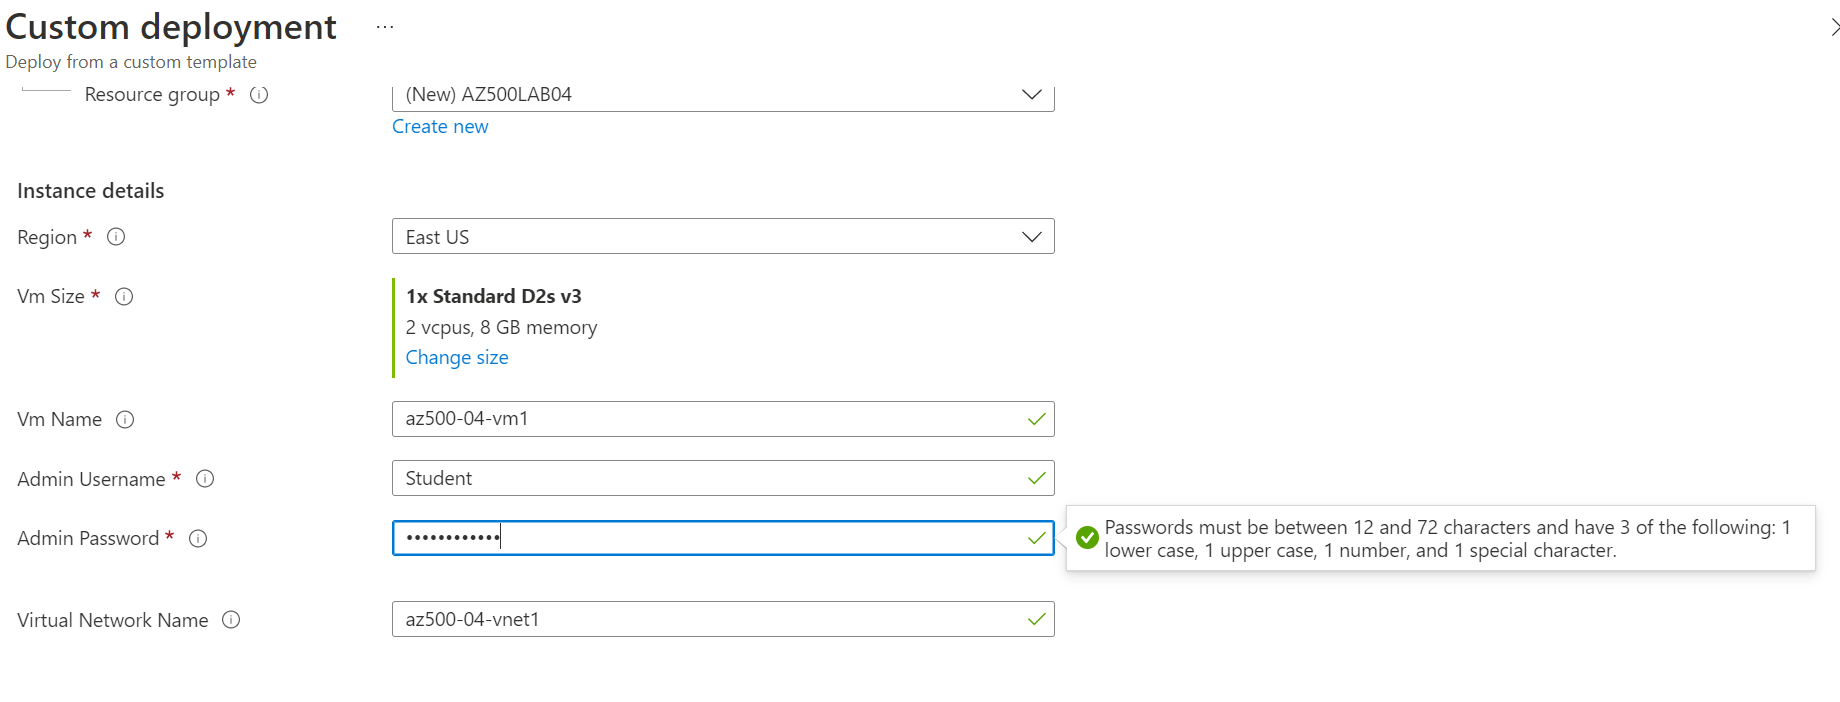 Custom deployment ...
Deploy from a custom template
Resource group *
(New) AZ500LAB04
Create new
Instance details
Region *
East US
Vm Size *
1x Standard D2s v3
2 vcpus, 8 GB memory
Change size
Vm Name
az500-04-vm1
Admin Username *
Student
Admin Password *
••••••••••••
Passwords must be between 12 and 72 characters and have 3 of the following: 1
lower case, 1 upper case, 1 number, and 1 special character.
Virtual Network Name
az500-04-vnet1